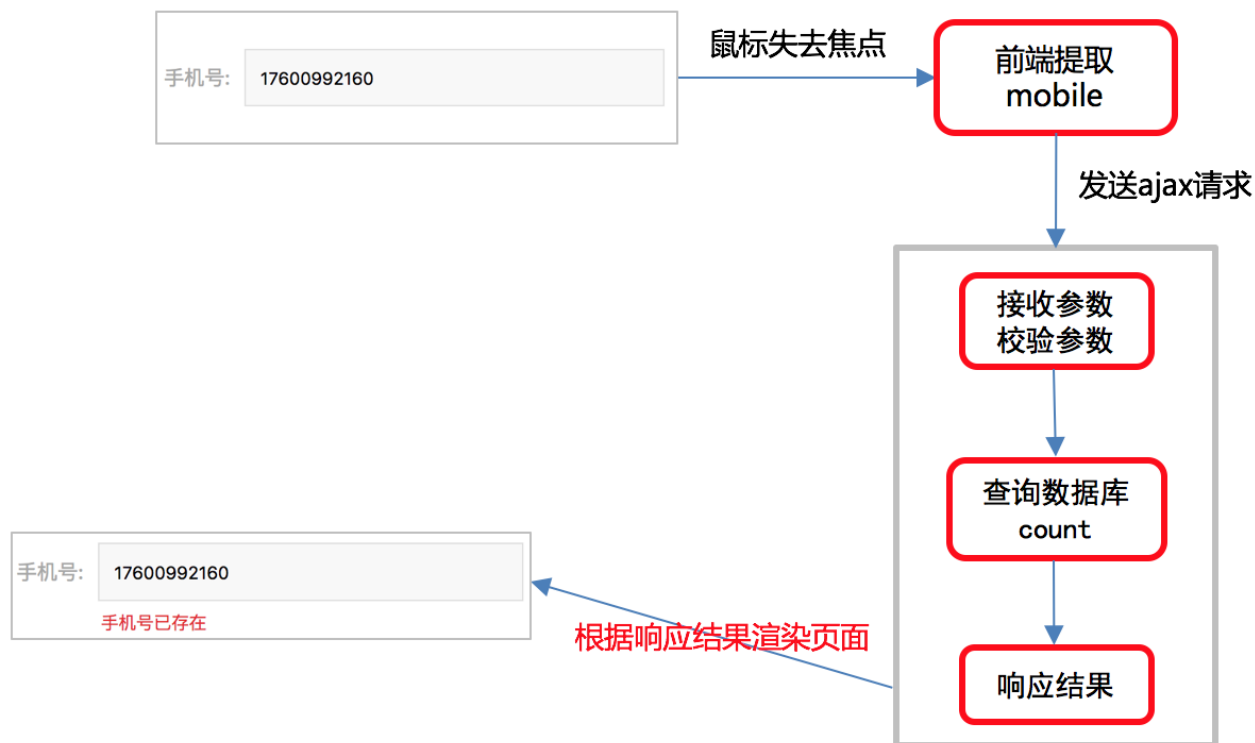 手机号:
17600992160
鼠标失去焦点
前端提取
mobile
发送ajax请求
接收参数
校验参数
查询数据库
count
响应结果
根据响应结果渲染页面
手机号:
17600992160
手机号已存在